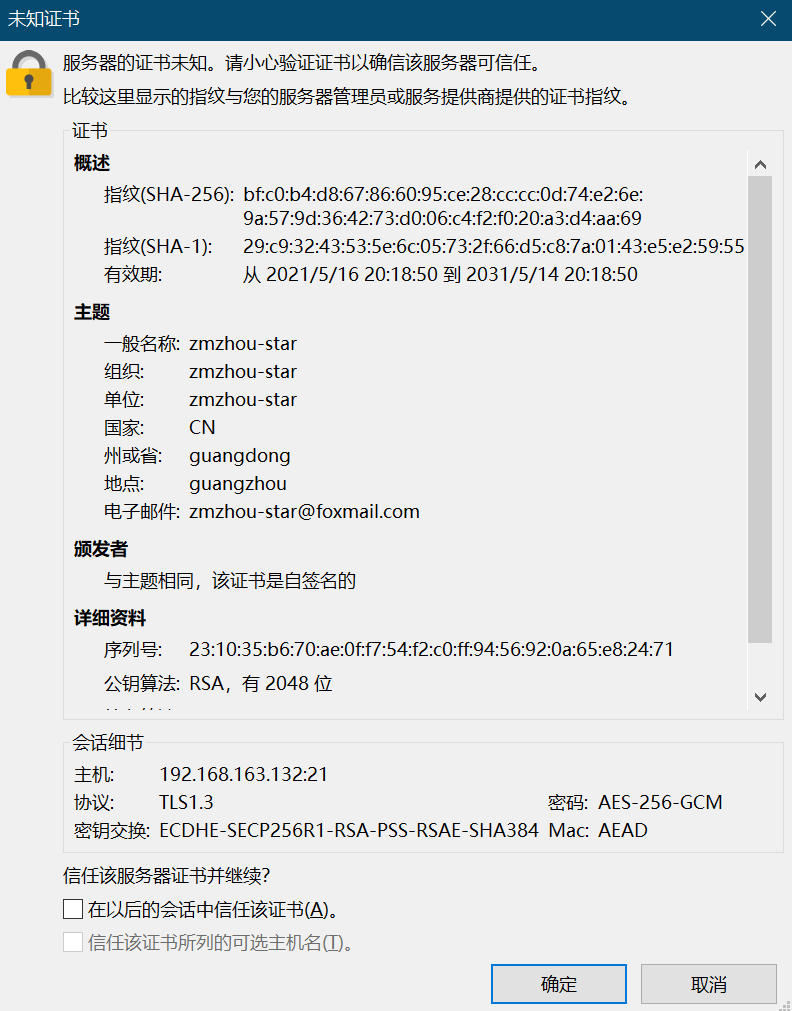 未知证书
服务器的证书未知。请小心验证证书以确信该服务器可信任。
比较这里显示的指纹与您的服务器管理员或服务提供商提供的证书指纹。
证书
概述
指纹(SHA-256): bf:c0:b4:d8:67:86:60:95:ce:28:cc:cc:0d:74:e2:6e:
9a:57:9d:36:42:73:d0:06:c4:f2:f0:20:a3:d4:aa:69
指纹(SHA-1): 29:c9:32:43:53:5e:6c:05:73:2f:66:d5:c8:7a:01:43:e5:e2:59:55
有效期: 从 2021/5/16 20:18:50 到 2031/5/14 20:18:50
主题
一般名称: zmzhou-star
组织: zmzhou-star
单位: zmzhou-star
国家: CN
州或省: guangdong
地点: guangzhou
电子邮件: zmzhou-star@foxmail.com
颁发者
与主题相同，该证书是自签名的
详细资料
序列号: 23:10:35:b6:70:ae:0f:f7:54:f2:c0:ff:94:56:92:0a:65:e8:24:71
公钥算法: RSA，有 2048 位
会话细节
主机: 192.168.163.132:21
协议: TLS1.3 密码: AES-256-GCM
密钥交换: ECDHE-SECP256R1-RSA-PSS-RSAE-SHA384 Mac: AEAD
信任该服务器证书并继续?
在以后的会话中信任该证书(A)。
信任该证书所列的可选主机名(T)。
确定 取消